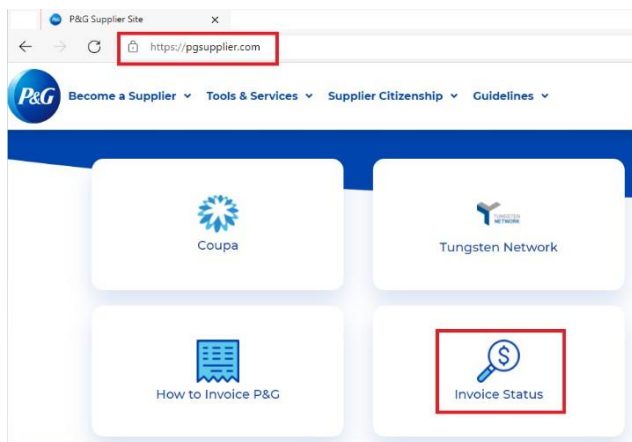 P&G Supplier Site
https://pgsupplier.com
P&G Become a Supplier Tools & Services Supplier Citizenship Guidelines
Coupa
TUNGSTEN
NETWORK
Tungsten Network
How to Invoice P&G
$
Invoice Status